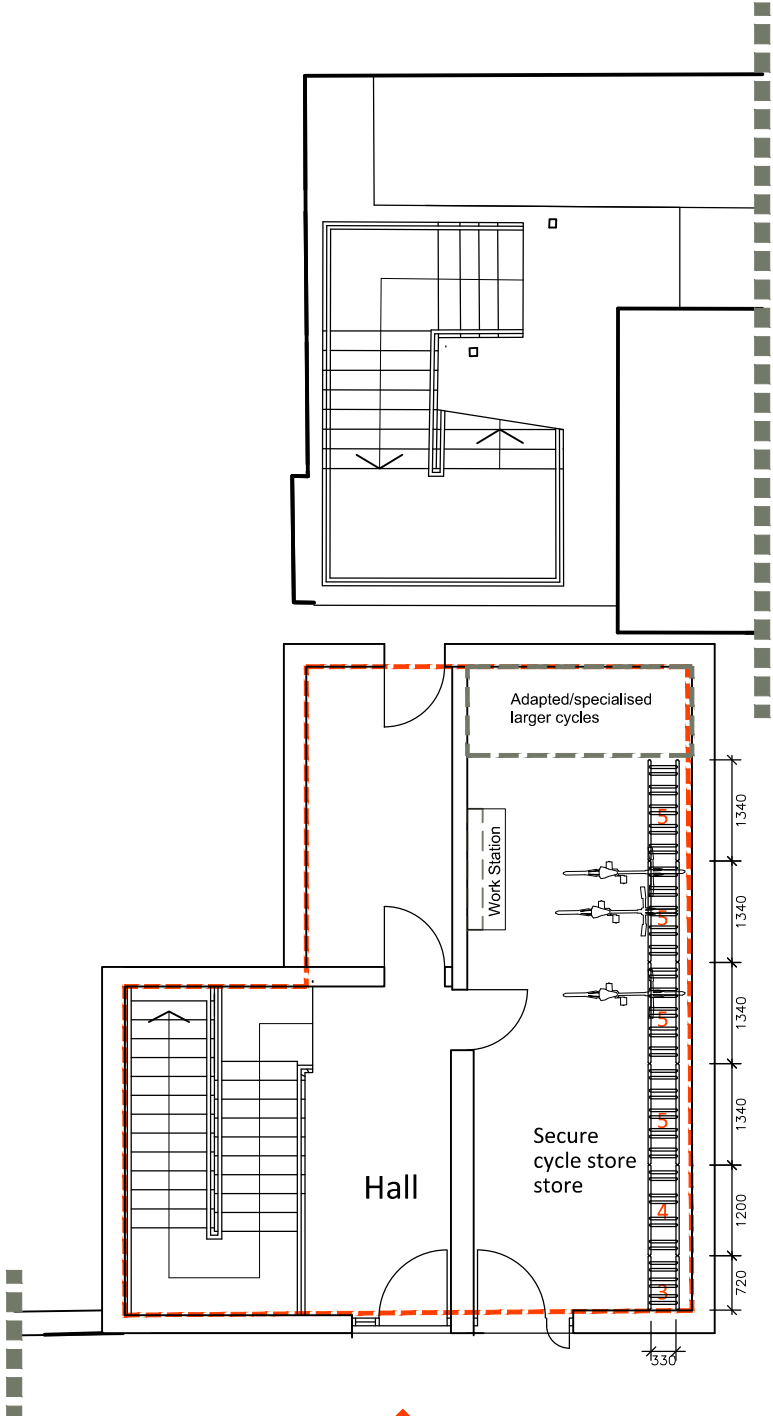 Adapted/specialised
larger cycles
1340
5
Work Station
1340
5
1340
5
1340
5
Secure
cycle store
store
Hall
1200
4
720
3
330